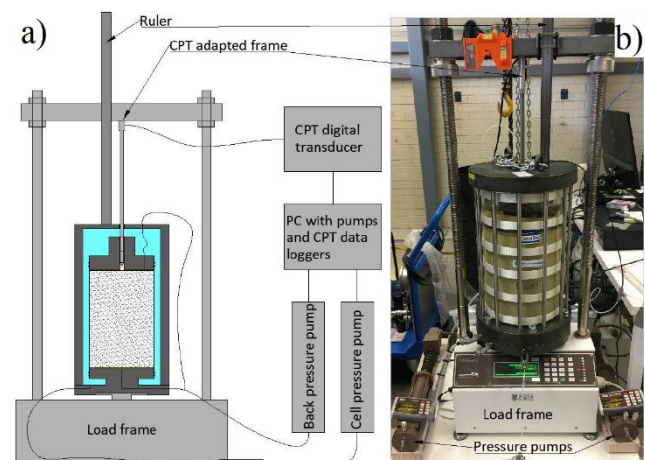 a)
Ruler
CPT adapted frame
CPT digital
transducer
PC with pumps
and CPT data
loggers
Back pressure pump
Cell pressure pump
Load frame
b)
Load frame
Pressure pumps